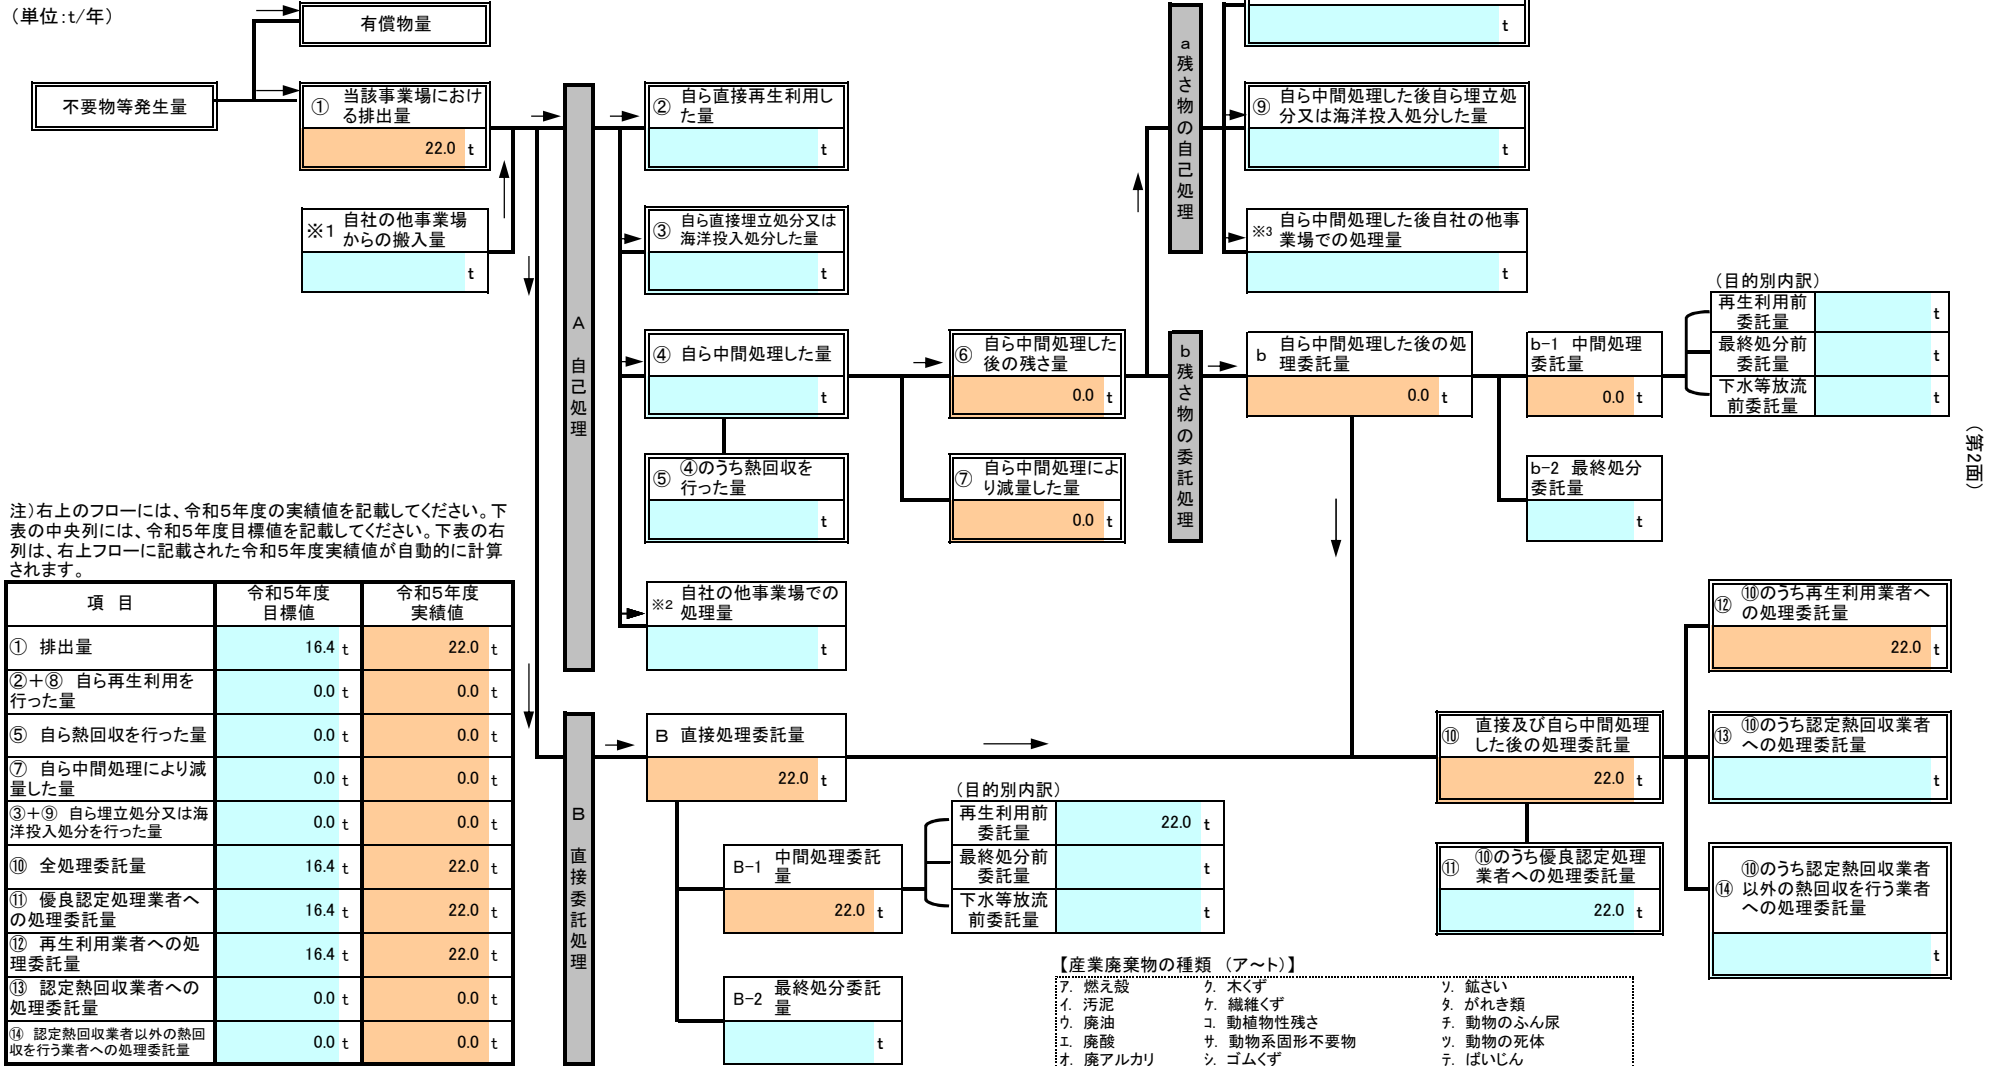 （単位：t/年）
有償物量
不要物等発生量
① 当該事業場におけ
る排出量
22.0 t
※1 自社の他事業場
からの搬入量
t
A 自己処理
② 自ら直接再生利用し
た量
t
③ 自ら直接埋立処分又は
海洋投入処分した量
t
④ 自ら中間処理した量
t
⑤ ④のうち熱回収を
行った量
t
※2 自社の他事業場での
処理量
t
⑥ 自ら中間処理した
後の残さ量
0.0 t
⑦ 自ら中間処理によ
り減量した量
0.0 t
a 残さ物の自己処理
t
⑨ 自ら中間処理した後自ら埋立処
分又は海洋投入処分した量
t
※3 自ら中間処理した後自社の他事
業場での処理量
t
b 残さ物の委託処理
b 自ら中間処理した後の処
理委託量
0.0 t
b-1 中間処理
委託量
0.0 t
b-2 最終処分
委託量
t
（目的別内訳）
再生利用前
委託量
t
最終処分前
委託量
t
下水等放流
前委託量
t
（第2面）
注）右上のフローには、令和5年度の実績値を記載してください。下
表の中央列には、令和5年度目標値を記載してください。下表の右
列は、右上フローに記載された令和5年度実績値が自動的に計算
されます。
項 目 令和5年度
目標値 令和5年度
実績値
① 排出量 16.4 t 22.0 t
②＋⑧ 自ら再生利用を
行った量 0.0 t 0.0 t
⑤ 自ら熱回収を行った量 0.0 t 0.0 t
⑦ 自ら中間処理により減
量した量 0.0 t 0.0 t
③＋⑨ 自ら埋立処分又は海
洋投入処分を行った量 0.0 t 0.0 t
⑩ 全処理委託量 16.4 t 22.0 t
⑪ 優良認定処理業者へ
の処理委託量 16.4 t 22.0 t
⑫ 再生利用業者への処
理委託量 16.4 t 22.0 t
⑬ 認定熱回収業者への
処理委託量 0.0 t 0.0 t
⑭ 認定熱回収業者以外の熱回
収を行う業者への処理委託量 0.0 t 0.0 t
B 直接委託処理
B 直接処理委託量
22.0 t
B-1 中間処理委託
量
22.0 t
B-2 最終処分委託
量
t
（目的別内訳）
再生利用前
委託量
22.0 t
最終処分前
委託量
t
下水等放流
前委託量
t
⑩ 直接及び自ら中間処理
した後の処理委託量
22.0 t
⑪ ⑩のうち優良認定処理
業者への処理委託量
22.0 t
⑫ ⑩のうち再生利用業者へ
の処理委託量
22.0 t
⑬ ⑩のうち認定熱回収業者
への処理委託量
t
⑭ ⑩のうち認定熱回収業者
以外の熱回収を行う業者
への処理委託量
t
【産業廃棄物の種類 （ア～ト）】
ア. 燃え殻 ク. 木くず ソ. 鉱さい
イ. 汚泥 ケ. 繊維くず タ. がれき類
ウ. 廃油 コ. 動植物性残さ チ. 動物のふん尿
エ. 廃酸 サ. 動物系固形不要物 ツ. 動物の死体
オ. 廃アルカリ シ. ゴムくず テ. ばいじん